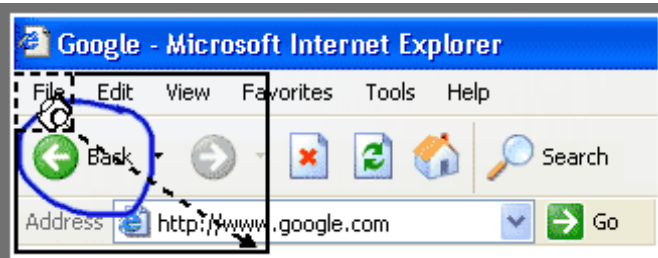 Google - Microsoft Internet Explorer
File Edit View Favorites Tools Help
Back Search
Address http://www.google.com Go